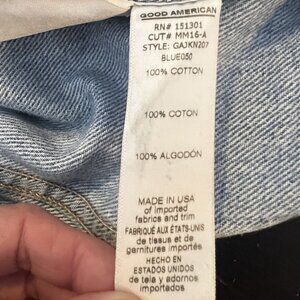 GOOD AMERICAN
RN# 151301
CUT# MM16-A
STYLE: GAJKN207
BLUE050
100% COTTON
100% COTON
100% ALGODÓN
MADE IN USA
of imported
fabrics and trim
FABRIQUÉ AUX ÉTATS-UNIS
de tissus et de
garnitures importés
HECHO EN
ESTADOS UNIDOS
de tela y adornos
importados